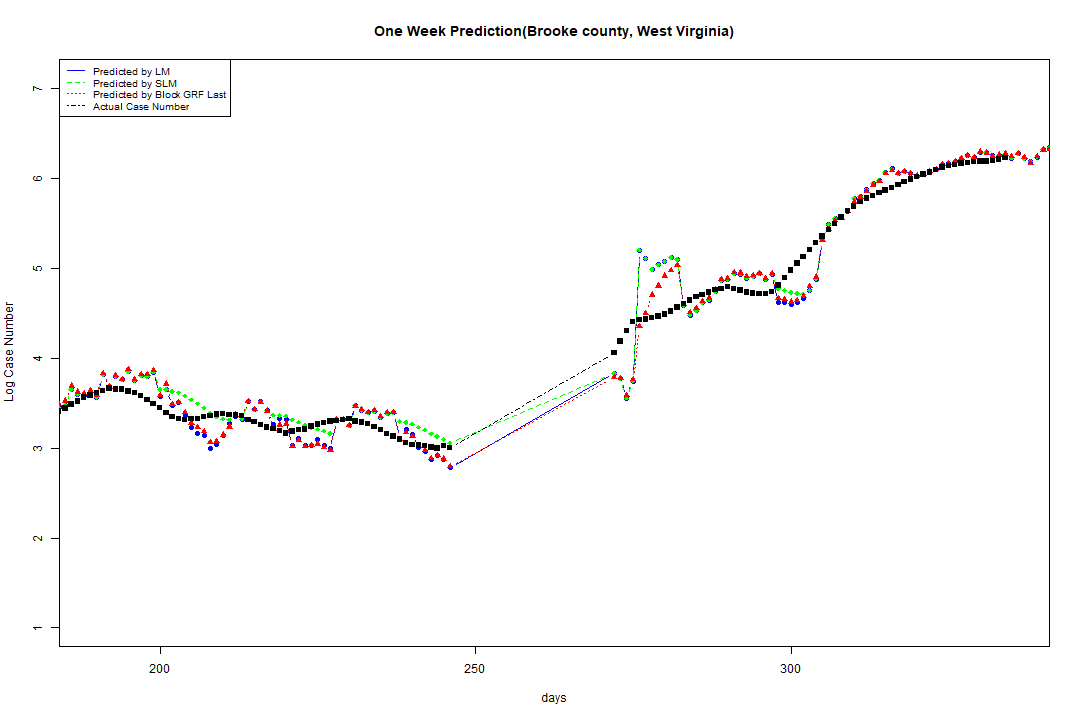 One Week Prediction(Brooke county, West Virginia)
Predicted by LM
Predicted by SLM
Predicted by Block GRF Last
Actual Case Number
7
6
5
4
3
2
1
Log Case Number
200 250 300
days